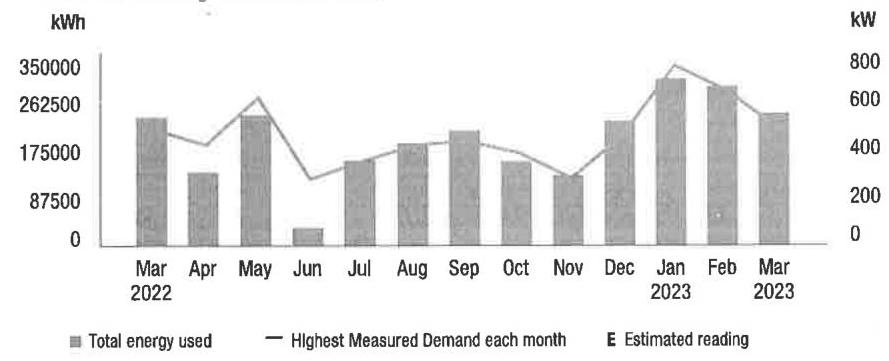 kWh
kW
350000
262500
175000
87500
0
800
600
400
200
0
Mar Apr May Jun Jul Aug Sep Oct Nov Dec Jan Feb Mar
2022 2023 2023
Total energy used Highest Measured Demand each month E Estimated reading